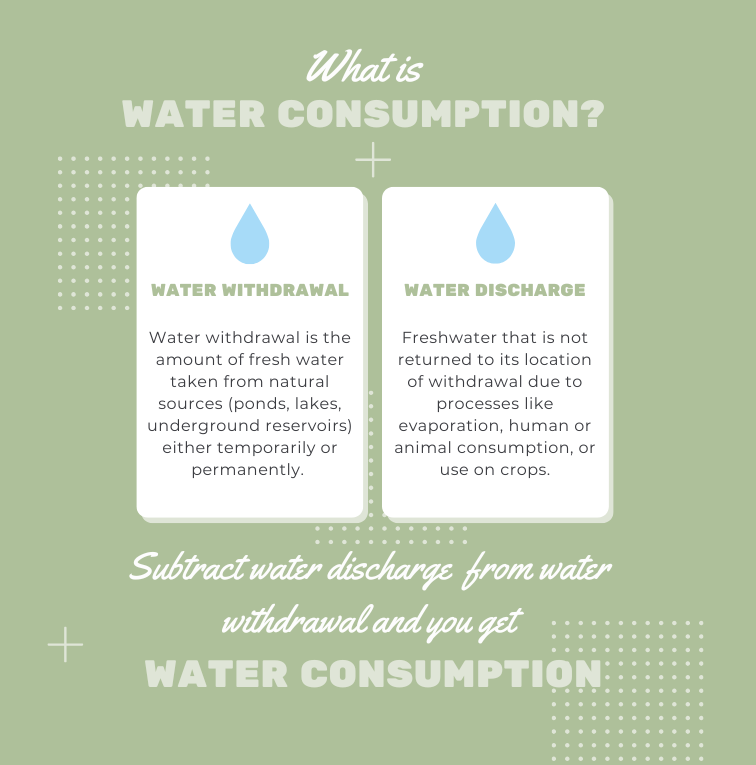 What is
WATER CONSUMPTION?
WATER WITHDRAWAL
Water withdrawal is the
amount of fresh water
taken from natural
sources (ponds, lakes,
underground reservoirs)
either temporarily or
permanently.
WATER DISCHARGE
Freshwater that is not
returned to its location
of withdrawal due to
processes like
evaporation, human or
animal consumption, or
use on crops.
Subtract water discharge from water
withdrawal and you get
WATER CONSUMPTION